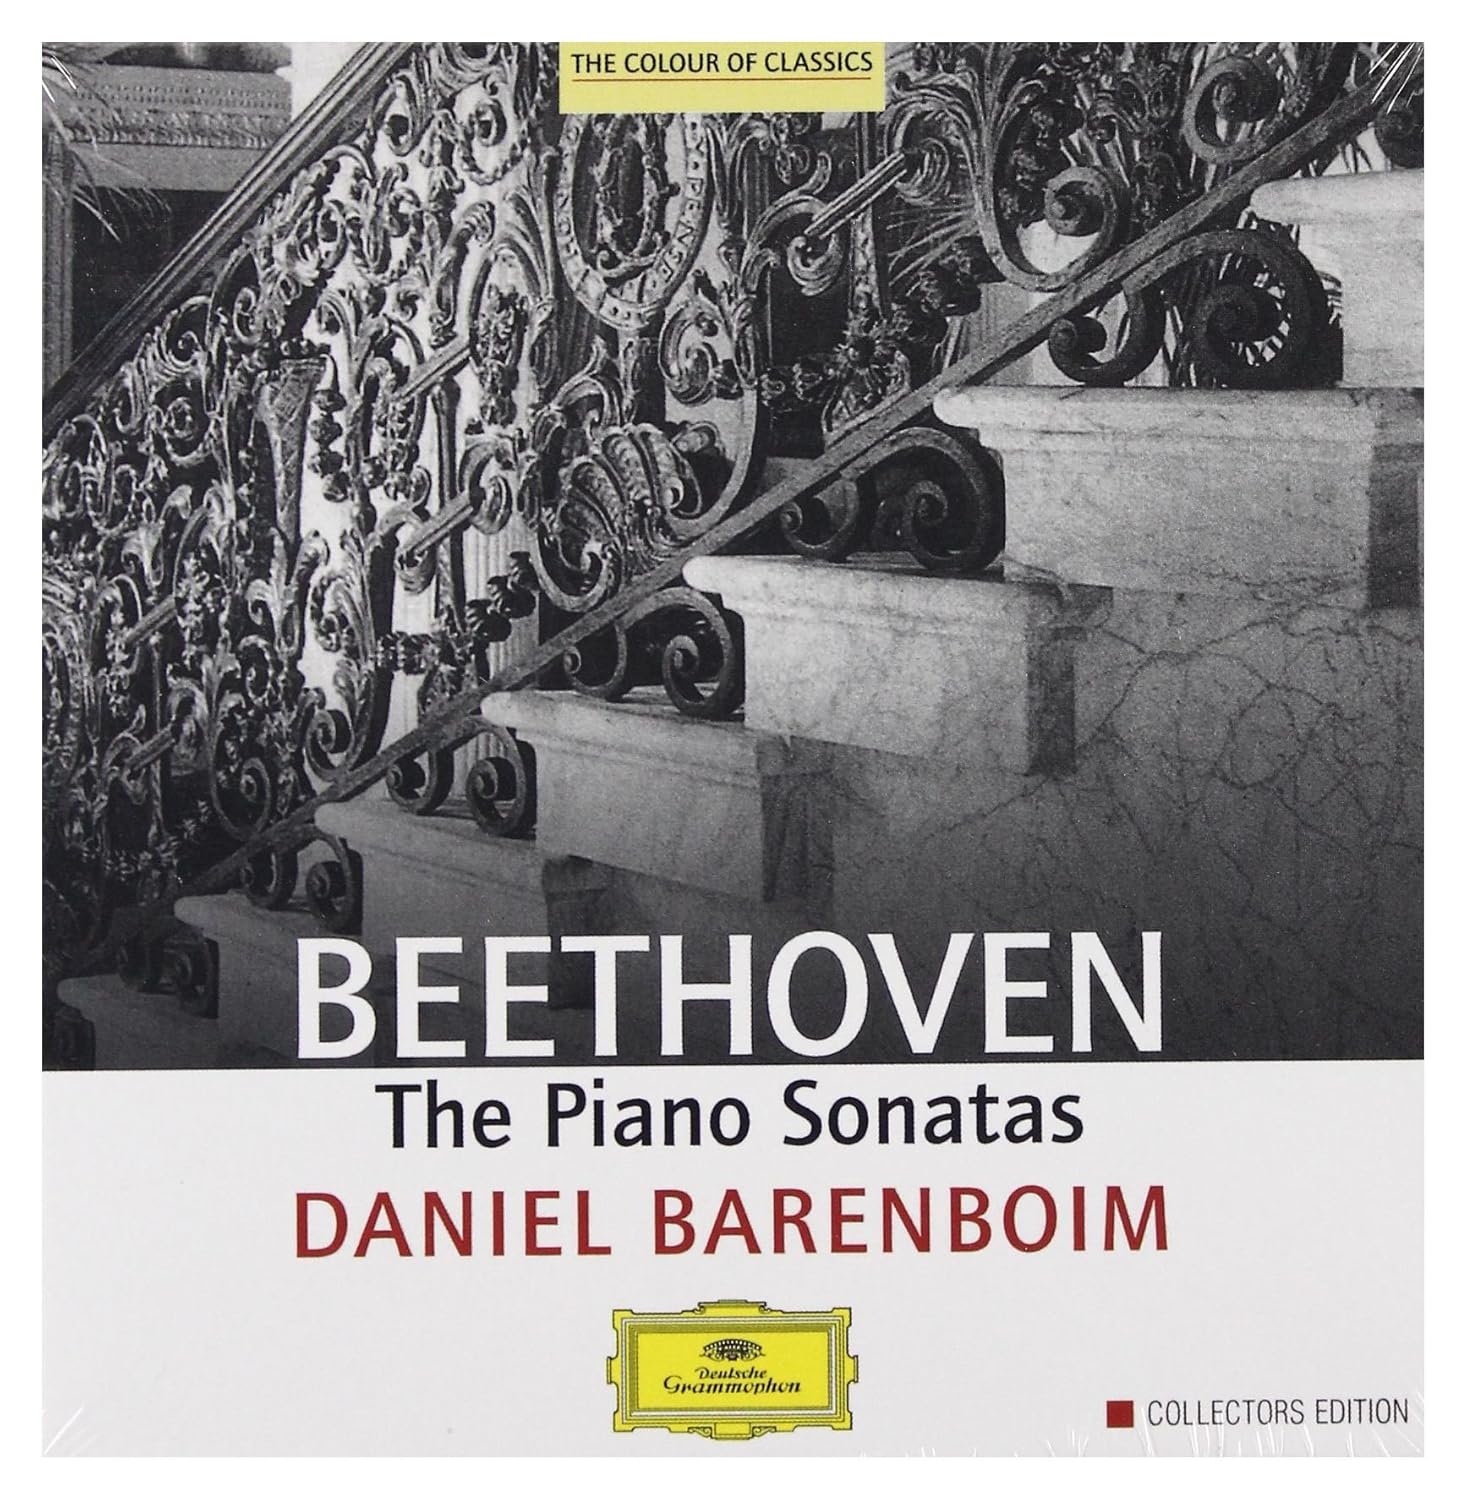 THE COLOUR OF CLASSICS
BEETHOVEN
The Piano Sonatas
DANIEL BARENBOIM
Deutsche
Grammophon
COLLECTORS EDITION